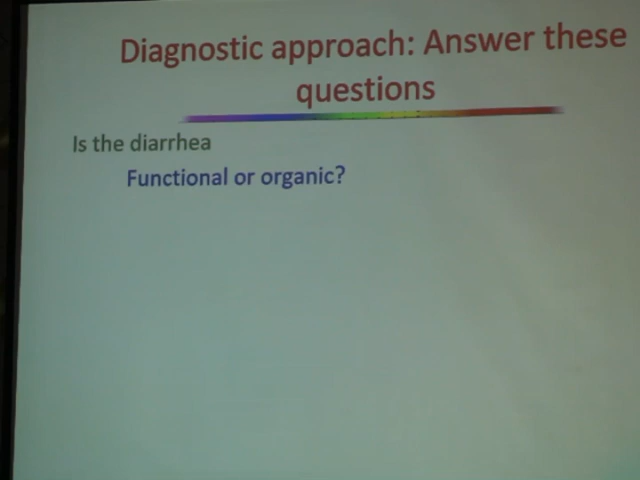 Diagnostic approach: Answer these
questions
Is the diarrhea
Functional or organic?